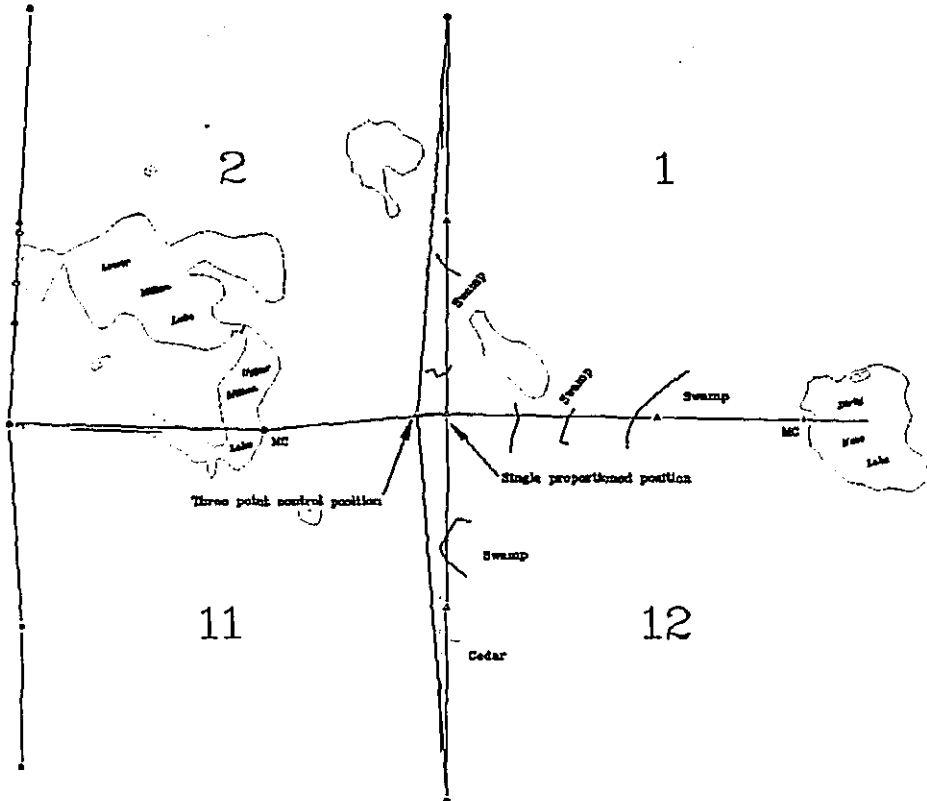 2
1
Lower
Lake
Swamp
Upper
Swamp
Swamp
MC
Lake
MC
Lake
Three point control position
Single proportioned position
Swamp
11
12
Cedar